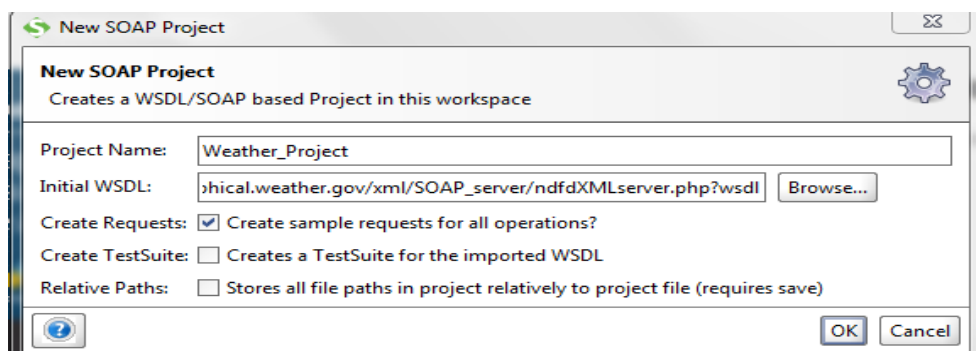 New SOAP Project
New SOAP Project
Creates a WSDL/SOAP based Project in this workspace
Project Name: Weather_Project
Initial WSDL: phical.weather.gov/xml/SOAP_server/ndfdXMLserver.php?wsdl Browse...
Create Requests: Create sample requests for all operations?
Create TestSuite: Creates a TestSuite for the imported WSDL
Relative Paths: Stores all file paths in project relatively to project file (requires save)
? OK Cancel